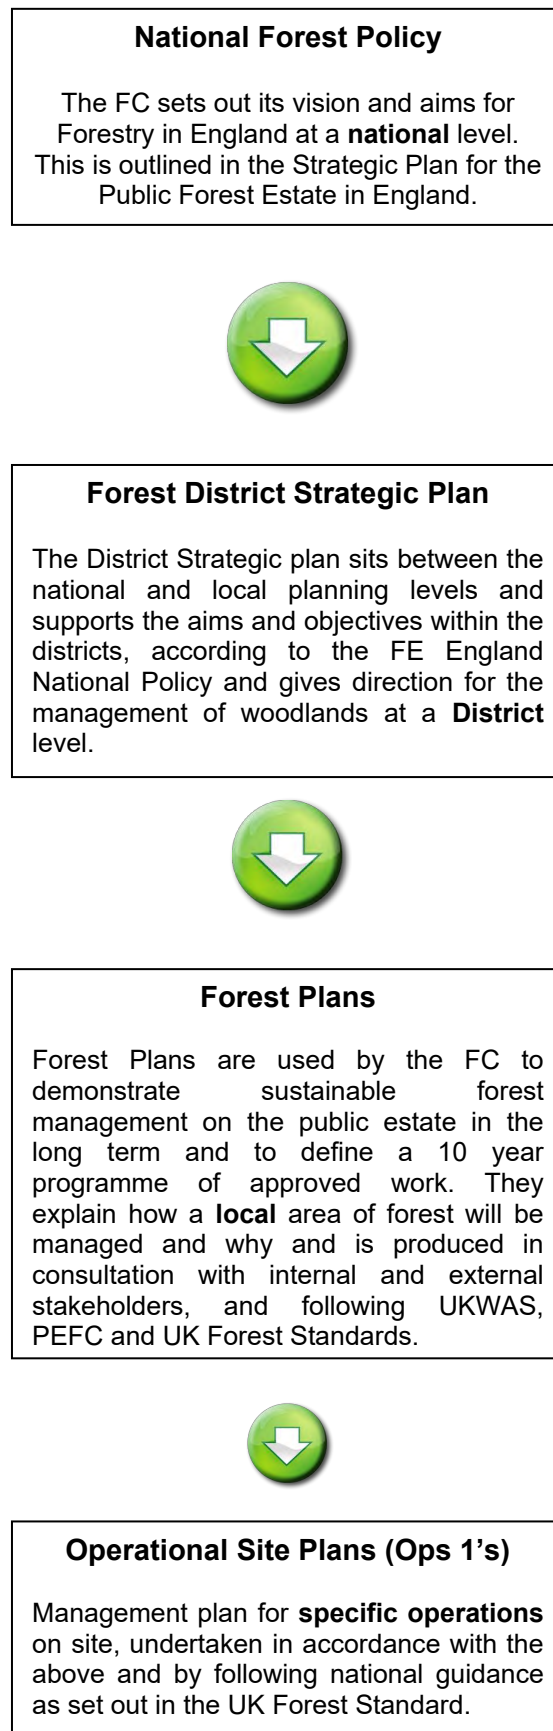 National Forest Policy
The FC sets out its vision and aims for
Forestry in England at a national level.
This is outlined in the Strategic Plan for the
Public Forest Estate in England.
Forest District Strategic Plan
The District Strategic plan sits between the
national and local planning levels and
supports the aims and objectives within the
districts, according to the FE England
National Policy and gives direction for the
management of woodlands at a District
level.
Forest Plans
Forest Plans are used by the FC to
demonstrate sustainable forest
management on the public estate in the
long term and to define a 10 year
programme of approved work. They
explain how a local area of forest will be
managed and why and is produced in
consultation with internal and external
stakeholders, and following UKWAS,
PEFC and UK Forest Standards.
Operational Site Plans (Ops 1’s)
Management plan for specific operations
on site, undertaken in accordance with the
above and by following national guidance
as set out in the UK Forest Standard.